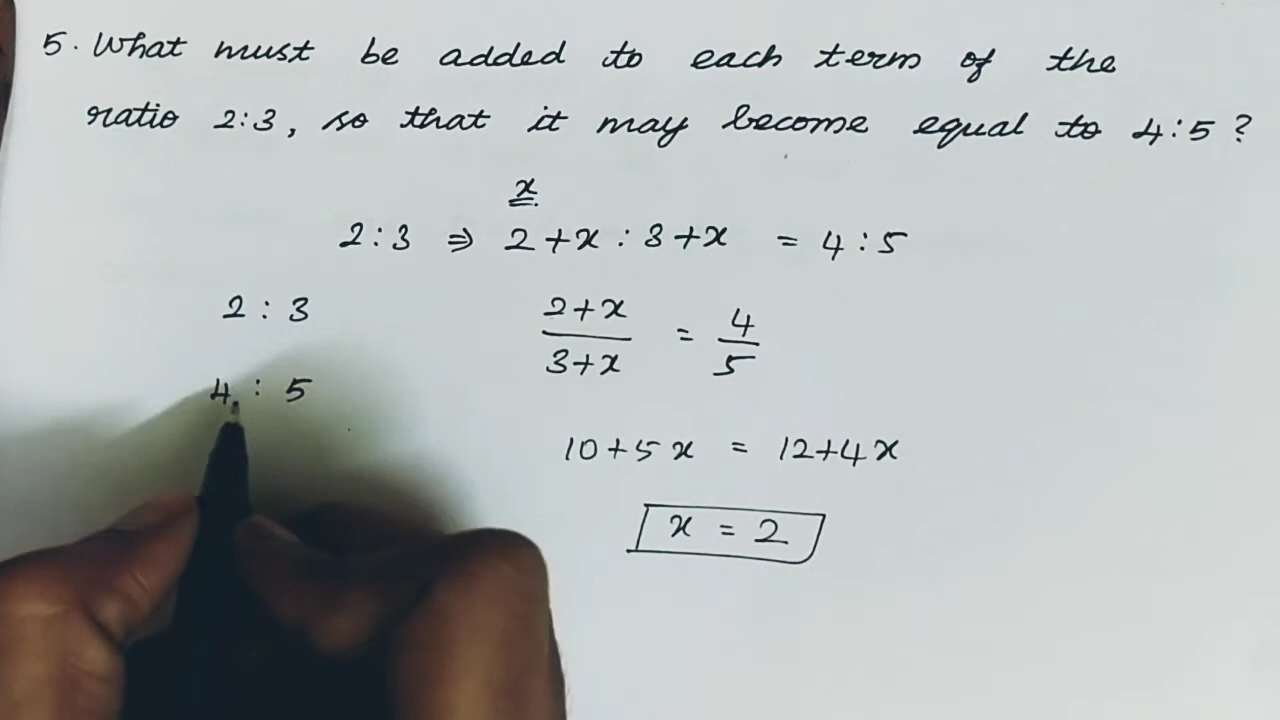 5. What must be added to each term of the
ratio 2:3, so that it may become equal to 4:5?
x
2:3 ⇒ 2+x : 3+x = 4:5
2 : 3
2+x / 3+x = 4/5
4 : 5
10+5x = 12+4x
x = 2